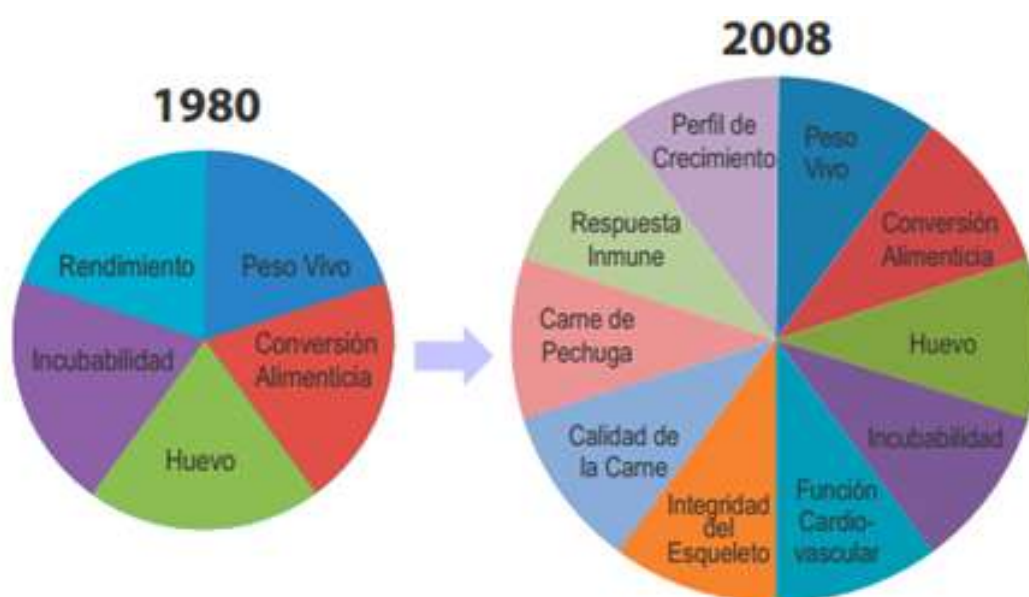 1980
Peso Vivo
Conversión
Alimenticia
Huevo
Incubabilidad
Rendimiento
2008
Peso
Vivo
Conversión
Alimenticia
Huevo
Incubabilidad
Función
Cardio-
vascular
Integridad
del
Esqueleto
Calidad de
la Carne
Carne de
Pechuga
Respuesta
Inmune
Perfil de
Crecimiento